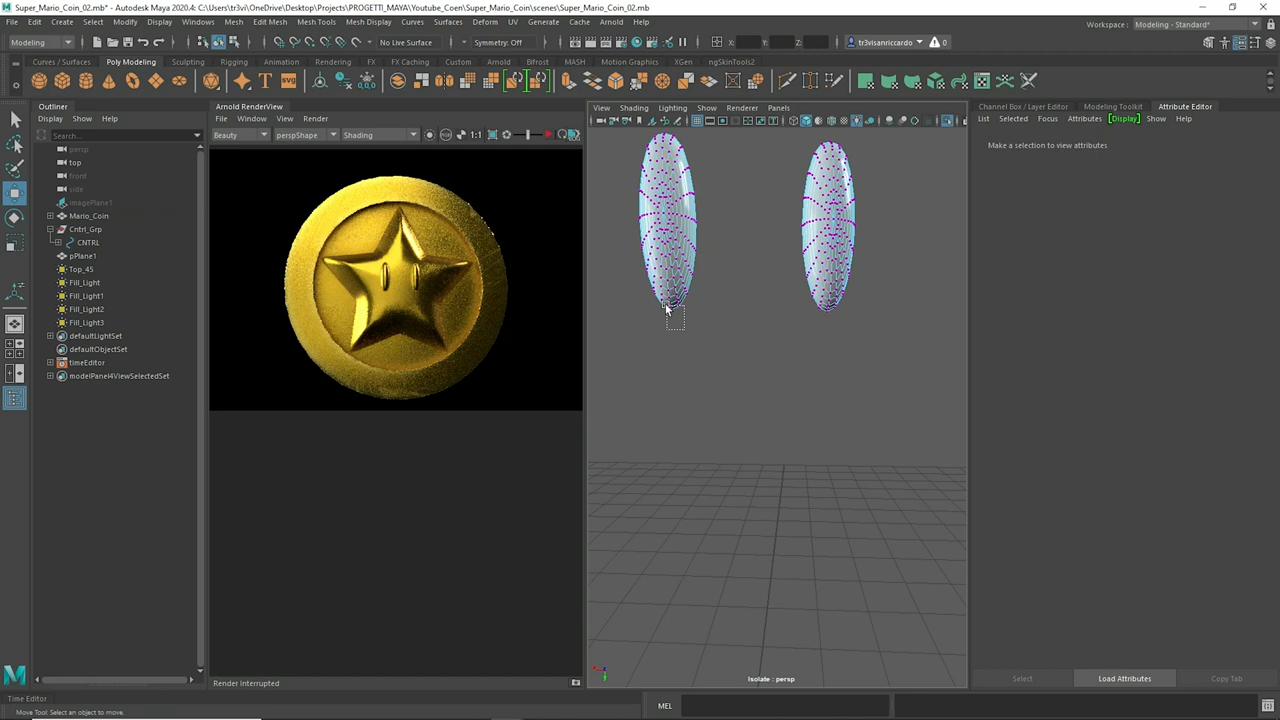 Super_Mario_Coin_02.mb* - Autodesk Maya 2020.4: C:\Users\tr3vi\OneDrive\Desktop\Projects\PROGETTI_MAYA\Youtube_Coen\Super_Mario_Coin\scenes\Super_Mario_Coin_02.mb
File Edit Create Select Modify Display Windows Mesh Edit Mesh Mesh Tools Mesh Display Curves Surfaces Deform UV Generate Cache Arnold Help
Workspace : Modeling - Standard*
Modeling No Live Surface Symmetry: Off X: Y: Z: tr3visanriccardo 0
Curves / Surfaces Poly Modeling Sculpting Rigging Animation Rendering FX FX Caching Custom Arnold Bifrost MASH Motion Graphics XGen ngSkinTools2
Outliner
Display Show Help
Search...
persp
top
front
side
imagePlane1
Mario_Coin
Cntrl_Grp
CNTRL
pPlane1
Top_45
Fill_Light
Fill_Light1
Fill_Light2
Fill_Light3
defaultLightSet
defaultObjectSet
timeEditor
modelPanel4ViewSelectedSet
Arnold RenderView
File Window View Render
Beauty perspShape Shading 1:1
Render Interrupted
View Shading Lighting Show Renderer Panels
Isolate : persp
Channel Box / Layer Editor Modeling Toolkit Attribute Editor
List Selected Focus Attributes Display Show Help
Make a selection to view attributes
Select Load Attributes Copy Tab
Time Editor
MEL
Move Tool: Select an object to move.